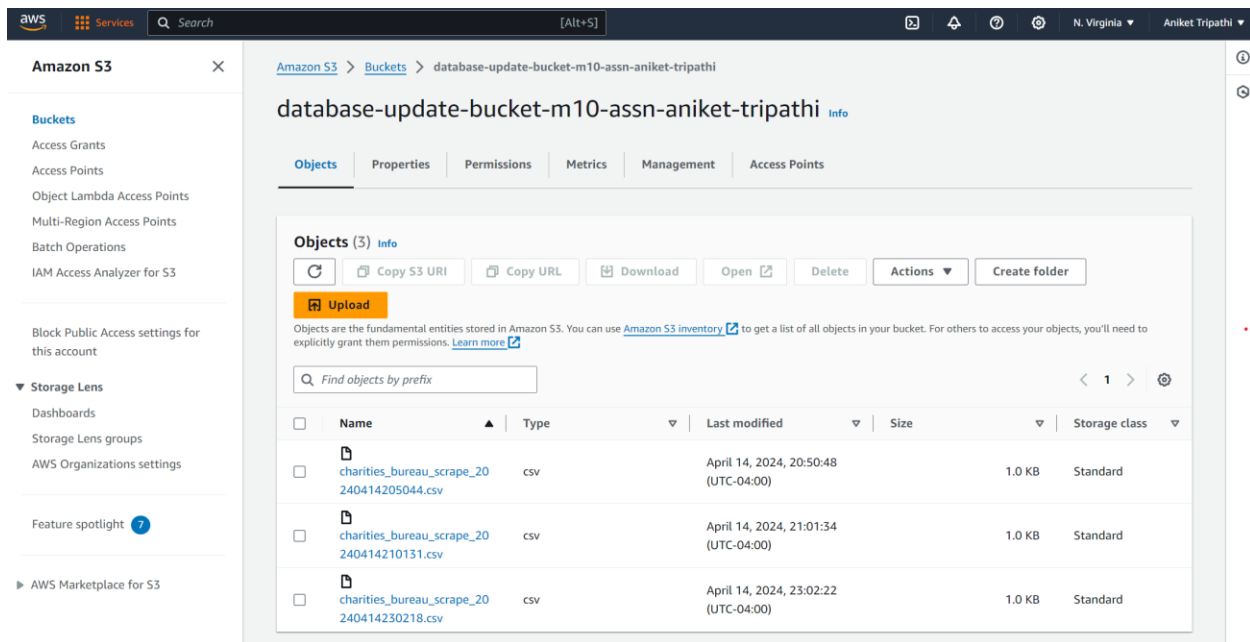 aws
Services
Search
[Alt+S]
N. Virginia ▼
Aniket Tripathi ▼
Amazon S3
Buckets
Access Grants
Access Points
Object Lambda Access Points
Multi-Region Access Points
Batch Operations
IAM Access Analyzer for S3
Block Public Access settings for
this account
▼ Storage Lens
Dashboards
Storage Lens groups
AWS Organizations settings
Feature spotlight 7
▶ AWS Marketplace for S3
Amazon S3 > Buckets > database-update-bucket-m10-assn-aniket-tripathi
database-update-bucket-m10-assn-aniket-tripathi Info
Objects Properties Permissions Metrics Management Access Points
Objects (3) Info
Copy S3 URI Copy URL Download Open Delete Actions ▼ Create folder
Upload
Objects are the fundamental entities stored in Amazon S3. You can use Amazon S3 inventory to get a list of all objects in your bucket. For others to access your objects, you'll need to
explicitly grant them permissions. Learn more
Find objects by prefix
< 1 >
Name Type Last modified Size Storage class
charities_bureau_scrape_20
240414205044.csv
csv
April 14, 2024, 20:50:48
(UTC-04:00)
1.0 KB
Standard
charities_bureau_scrape_20
240414210131.csv
csv
April 14, 2024, 21:01:34
(UTC-04:00)
1.0 KB
Standard
charities_bureau_scrape_20
240414230218.csv
csv
April 14, 2024, 23:02:22
(UTC-04:00)
1.0 KB
Standard